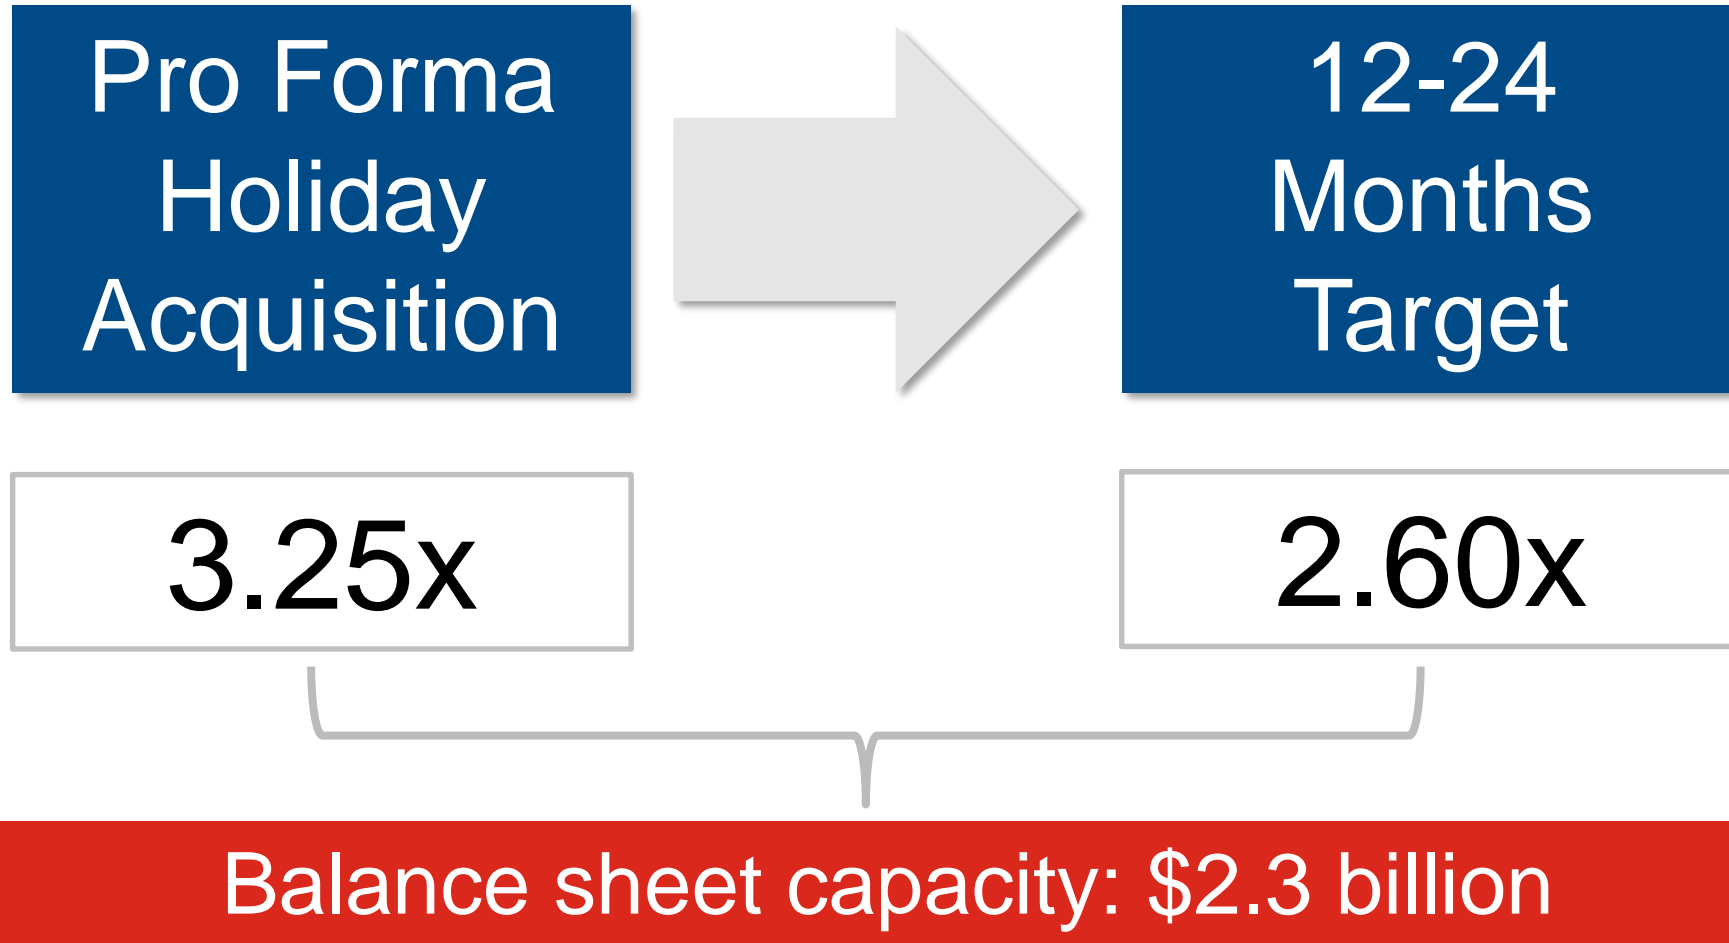 Pro Forma
Holiday
Acquisition
12-24
Months
Target
3.25x
2.60x
Balance sheet capacity: $2.3 billion